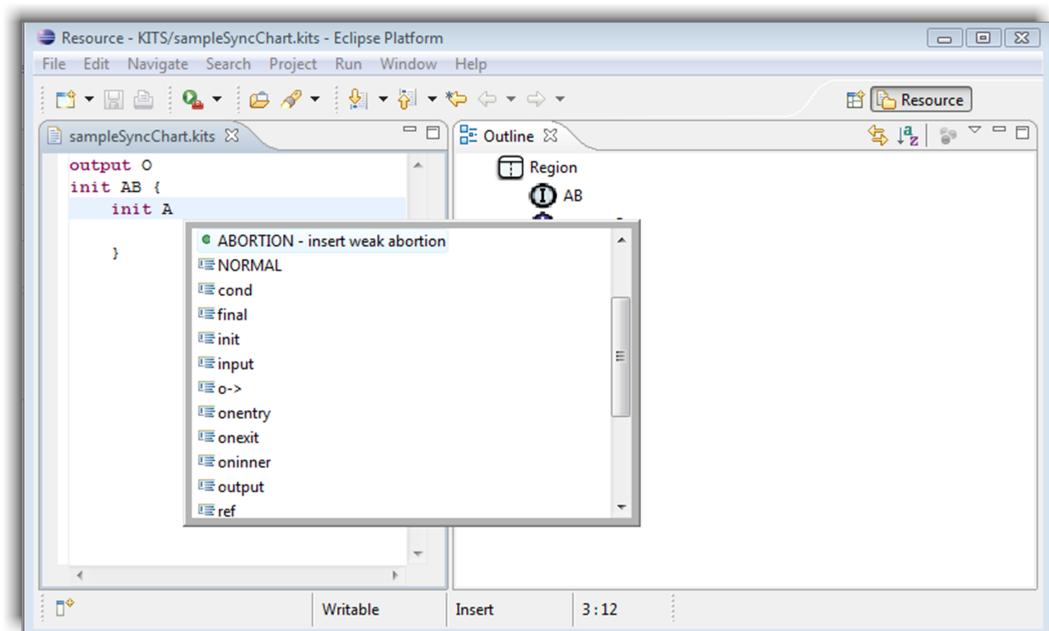 Resource - KITS/sampleSyncChart.kits - Eclipse Platform
File Edit Navigate Search Project Run Window Help
Resource
sampleSyncChart.kits
Outline
output O
init AB {
init A
}
Region
AB
ABORTION - insert weak abortion
NORMAL
cond
final
init
input
o->
onentry
onexit
oninner
output
ref
Writable
Insert
3 : 12